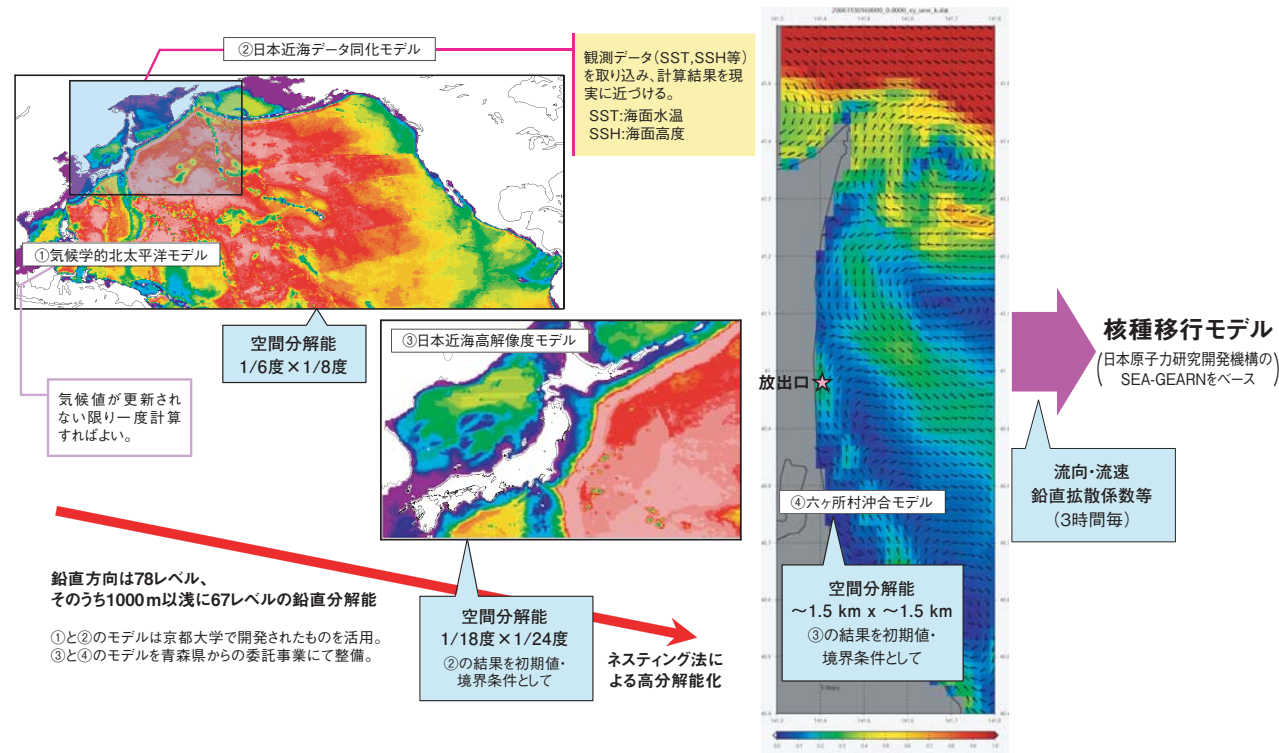 ②日本近海データ同化モデル
観測データ(SST,SSH等)
を取り込み、計算結果を現
実に近づける。
SST:海面水温
SSH:海面高度
①気候学的北太平洋モデル
空間分解能
1/6度×1/8度
気候値が更新され
ない限り一度計算
すればよい。
③日本近海高解像度モデル
空間分解能
1/18度×1/24度
②の結果を初期値・
境界条件として
鉛直方向は78レベル、
そのうち1000m以浅に67レベルの鉛直分解能
①と②のモデルは京都大学で開発されたものを活用。
③と④のモデルを青森県からの委託事業にて整備。
ネスティング法に
よる高分解能化
放出口
④六ヶ所村沖合モデル
空間分解能
～1.5 km x ～1.5 km
③の結果を初期値・
境界条件として
核種移行モデル
(日本原子力研究開発機構の
SEA-GEARNをベース)
流向・流速
鉛直拡散係数等
(3時間毎)